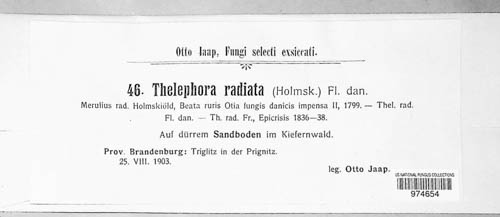 Otto Jaap, Fungi selecti exsiccati.
46. Thelephora radiata (Holmsk.) Fl. dan.
Merulius rad. Holmskiöld, Beata ruris Otia fungis danicis impensa II, 1799. — Thel. rad.
Fl. dan. — Th. rad. Fr., Epicrisis 1836—38.
Auf dürrem Sandboden im Kiefernwald.
Prov. Brandenburg: Triglitz in der Prignitz.
25. VIII. 1903.
leg. Otto Jaap.
US NATIONAL FUNGUS COLLECTIONS
974654